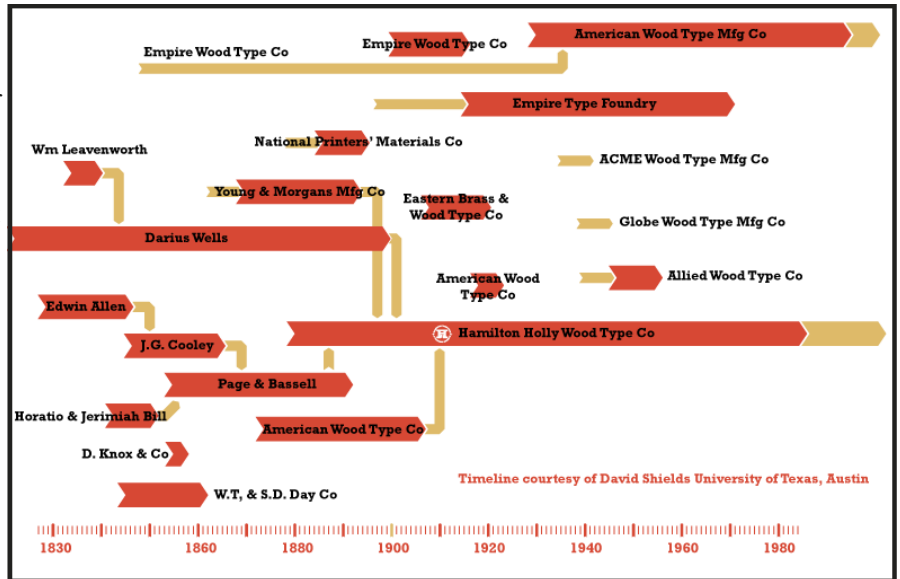 American Wood Type Mfg Co
Empire Wood Type Co
Empire Wood Type Co
Empire Type Foundry
National Printers' Materials Co
Wm Leavenworth
ACME Wood Type Mfg Co
Young & Morgans Mfg Co
Eastern Brass &
Wood Type Co
Globe Wood Type Mfg Co
Darius Wells
American Wood
Type Co
Allied Wood Type Co
Edwin Allen
H
Hamilton Holly Wood Type Co
J.G. Cooley
Page & Bassell
Horatio & Jerimiah Bill
American Wood Type Co
D. Knox & Co
Timeline courtesy of David Shields University of Texas, Austin
W.T, & S.D. Day Co
1830 1860 1880 1900 1920 1940 1960 1980